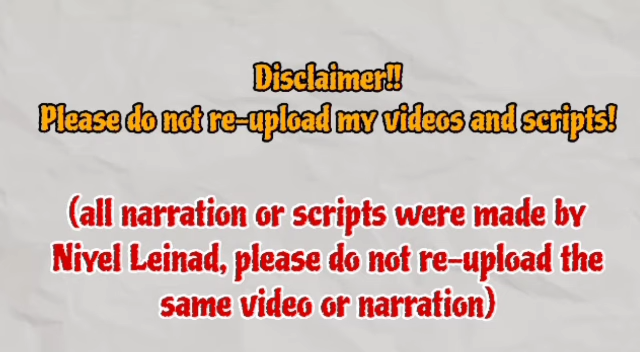 Disclaimer!!
Please do not re-upload my videos and scripts!
(all narration or scripts were made by
Nivel Leinad, please do not re-upload the
same video or narration)